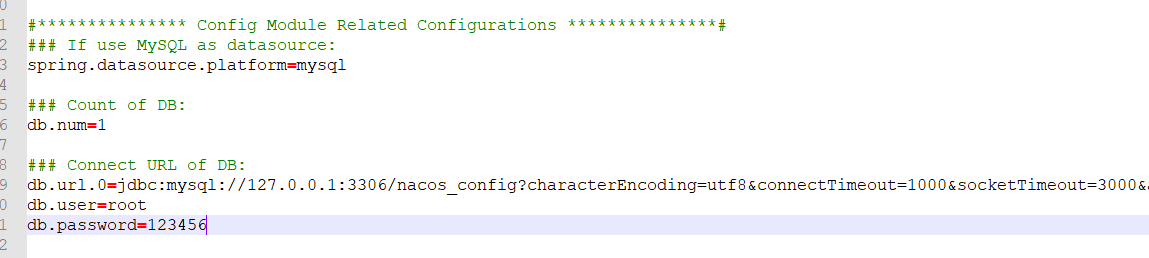 0
1 #*************** Config Module Related Configurations ***************#
2 ### If use MySQL as datasource:
3 spring.datasource.platform=mysql
4
5 ### Count of DB:
6 db.num=1
7
8 ### Connect URL of DB:
9 db.url.0=jdbc:mysql://127.0.0.1:3306/nacos_config?characterEncoding=utf8&connectTimeout=1000&socketTimeout=3000&
0 db.user=root
1 db.password=123456
2